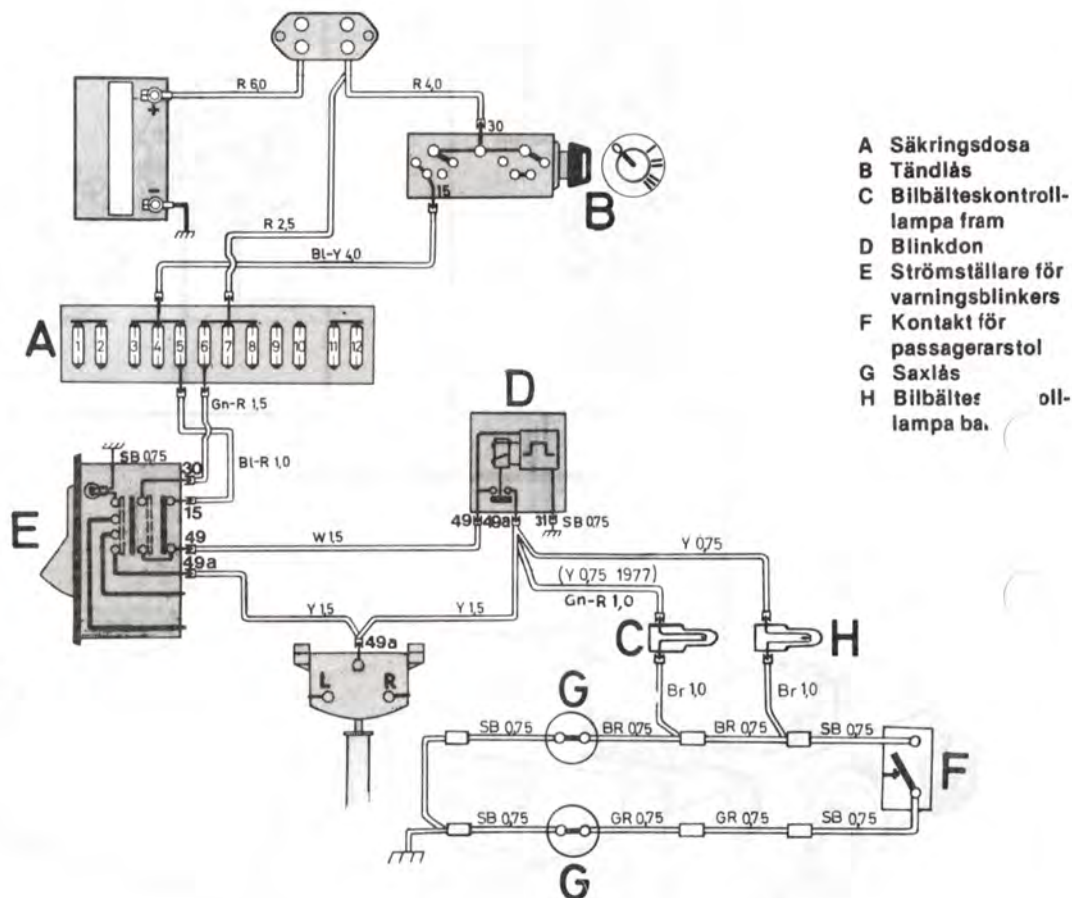 R 6,0
R 4,0
+
30
-
15
B
R 2,5
Bl-Y 4,0
A
1 2 3 4 5 6 7 8 9 10 11 12
Gn-R 1,5
D
SB 0,75
30
Bl-R 1,0
15
E
49
49a
W 1,5
49 49a 31 SB 0,75
Y 0,75
(Y 0,75 1977)
Gn-R 1,0
Y 1,5
Y 1,5
49a
L R
C
H
Br 1,0
Br 1,0
G
SB 0,75
BR 0,75
BR 0,75
SB 0,75
F
SB 0,75
GR 0,75
GR 0,75
SB 0,75
G
O I II III
A Säkringsdosa
B Tändlås
C Bilbälteskontroll-
lampa fram
D Blinkdon
E Strömställare för
varningsblinkers
F Kontakt för
passagerarstol
G Saxlås
H
lampa